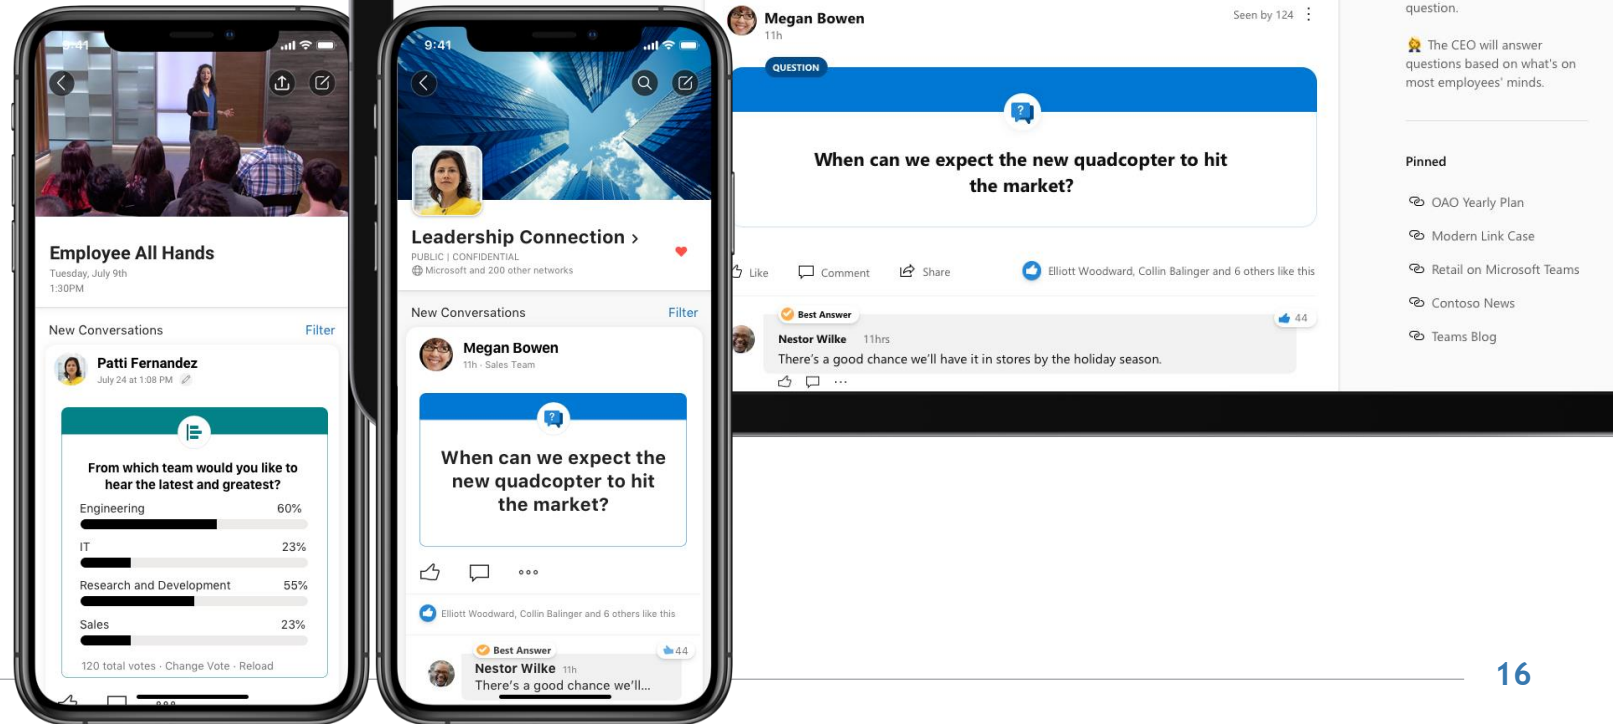 9:41
Employee All Hands
Tuesday, July 9th
1:30PM
New Conversations
Filter
Patti Fernandez
July 24 at 1:08 PM
From which team would you like to
hear the latest and greatest?
Engineering 60%
IT 23%
Research and Development 55%
Sales 23%
120 total votes · Change Vote · Reload
9:41
Leadership Connection >
PUBLIC | CONFIDENTIAL
Microsoft and 200 other networks
New Conversations
Filter
Megan Bowen
11h · Sales Team
When can we expect the
new quadcopter to hit
the market?
Elliott Woodward, Collin Balinger and 6 others like this
Best Answer
44
Nestor Wilke 11h
There's a good chance we'll...
Megan Bowen
11h
Seen by 124
QUESTION
When can we expect the new quadcopter to hit
the market?
Like Comment Share
Elliott Woodward, Collin Balinger and 6 others like this
Best Answer
44
Nestor Wilke 11hrs
There's a good chance we'll have it in stores by the holiday season.
question.
The CEO will answer
questions based on what's on
most employees' minds.
Pinned
OAO Yearly Plan
Modern Link Case
Retail on Microsoft Teams
Contoso News
Teams Blog
16